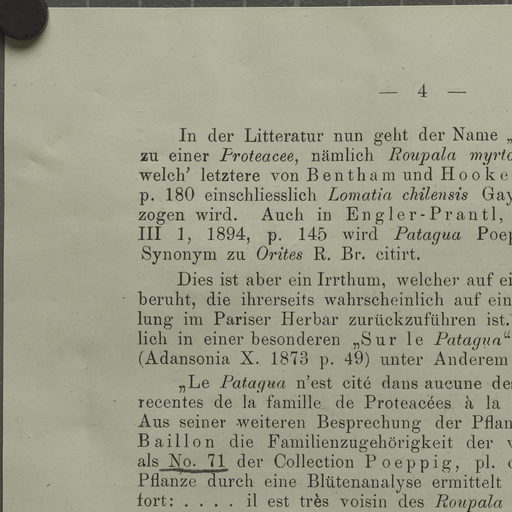 — 4 —
In der Litteratur nun geht der Name „
zu einer Proteacee, nämlich Roupala myrto
welch' letztere von Bentham und Hooke
p. 180 einschliesslich Lomatia chilensis Gay
zogen wird. Auch in Engler-Prantl,
III 1, 1894, p. 145 wird Patagua Poep
Synonym zu Orites R. Br. citirt.
Dies ist aber ein Irrthum, welcher auf ei
beruht, die ihrerseits wahrscheinlich auf ein
lung im Pariser Herbar zurückzuführen ist.
lich in einer besonderen „Sur le Patagua“
(Adansonia X. 1873 p. 49) unter Anderem
„Le Patagua n'est cité dans aucune des
recentes de la famille de Proteacées à la
Aus seiner weiteren Besprechung der Pflan
Baillon die Familienzugehörigkeit der v
als No. 71 der Collection Poeppig, pl. c
Pflanze durch eine Blütenanalyse ermittelt
fort: . . . . il est très voisin des Roupala